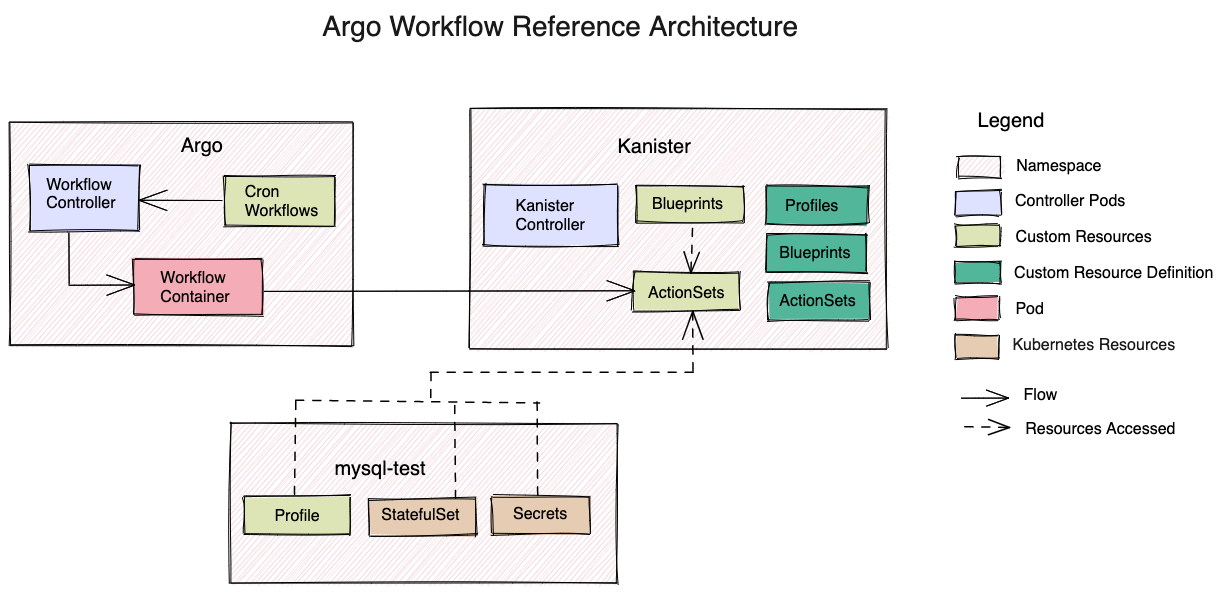 Argo Workflow Reference Architecture
Argo
Workflow
Controller
Cron
Workflows
Workflow
Container
Kanister
Kanister
Controller
Blueprints
ActionSets
Profiles
Blueprints
ActionSets
mysql-test
Profile
StatefulSet
Secrets
Legend
Namespace
Controller Pods
Custom Resources
Custom Resource Definition
Pod
Kubernetes Resources
Flow
Resources Accessed